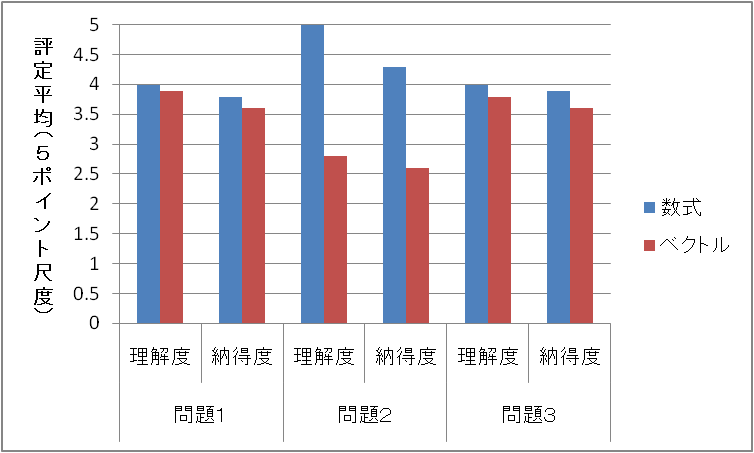 評定平均(５ポイント尺度)
5
4.5
4
3.5
3
2.5
2
1.5
1
0.5
0
理解度 納得度 理解度 納得度 理解度 納得度
問題1 問題2 問題3
数式
ベクトル